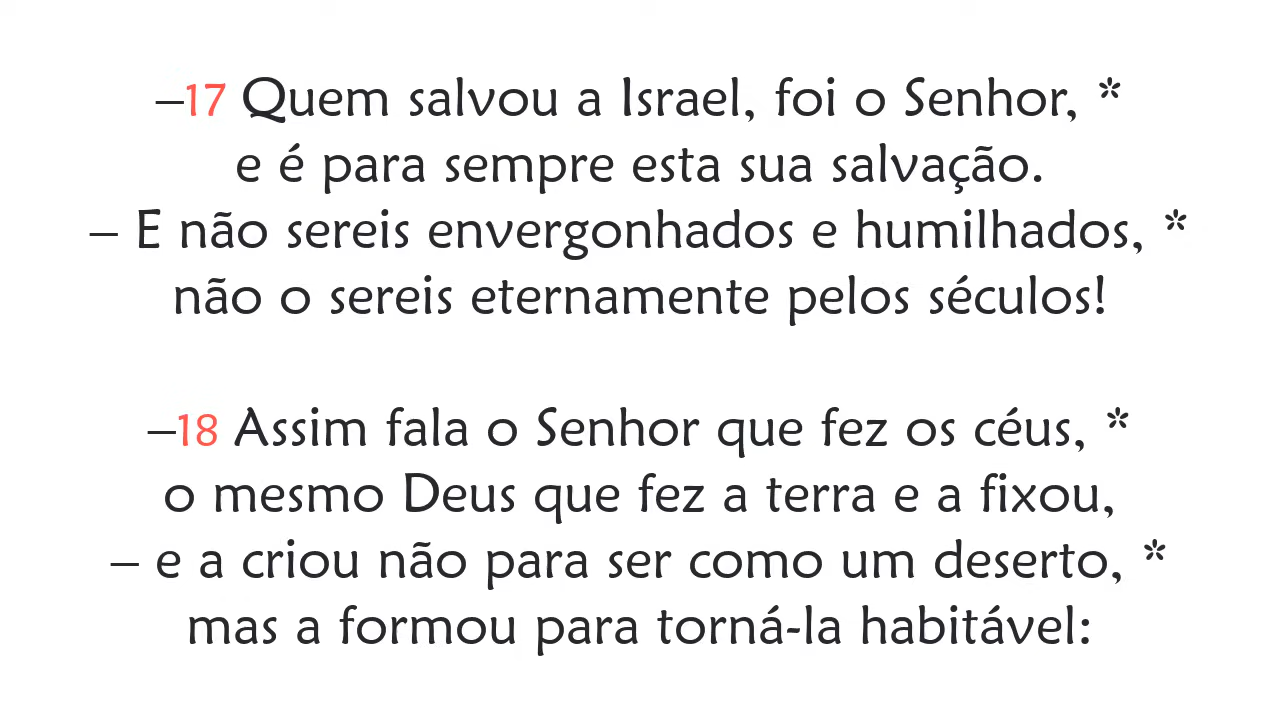 –17 Quem salvou a Israel, foi o Senhor, *
e é para sempre esta sua salvação.
– E não sereis envergonhados e humilhados, *
não o sereis eternamente pelos séculos!
–18 Assim fala o Senhor que fez os céus, *
o mesmo Deus que fez a terra e a fixou,
– e a criou não para ser como um deserto, *
mas a formou para torná-la habitável: